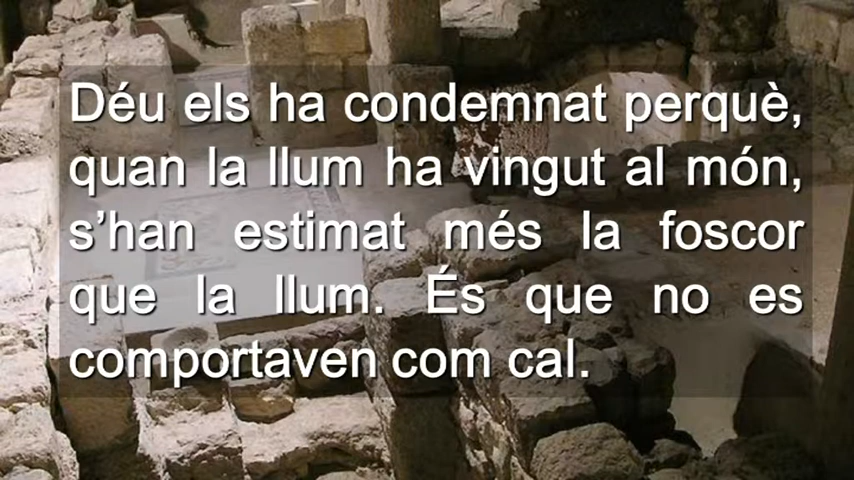 Déu els ha condemnat perquè,
quan la llum ha vingut al món,
s’han estimat més la foscor
que la llum. És que no es
comportaven com cal.